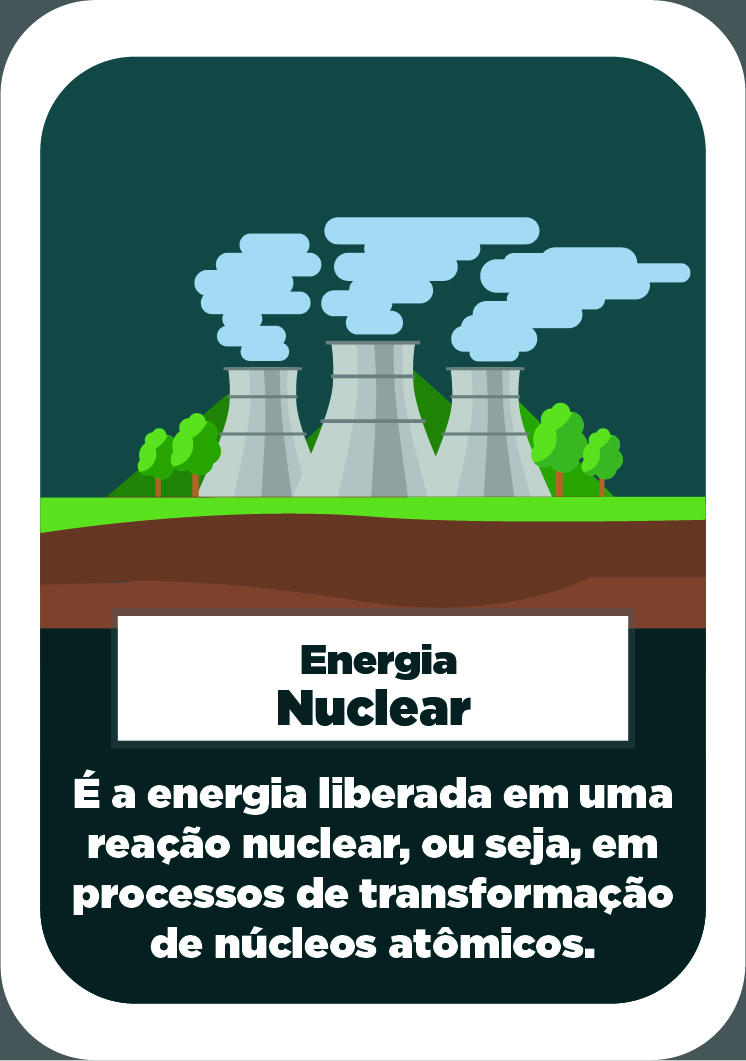 Energia
Nuclear
É a energia liberada em uma
reação nuclear, ou seja, em
processos de transformação
de núcleos atômicos.